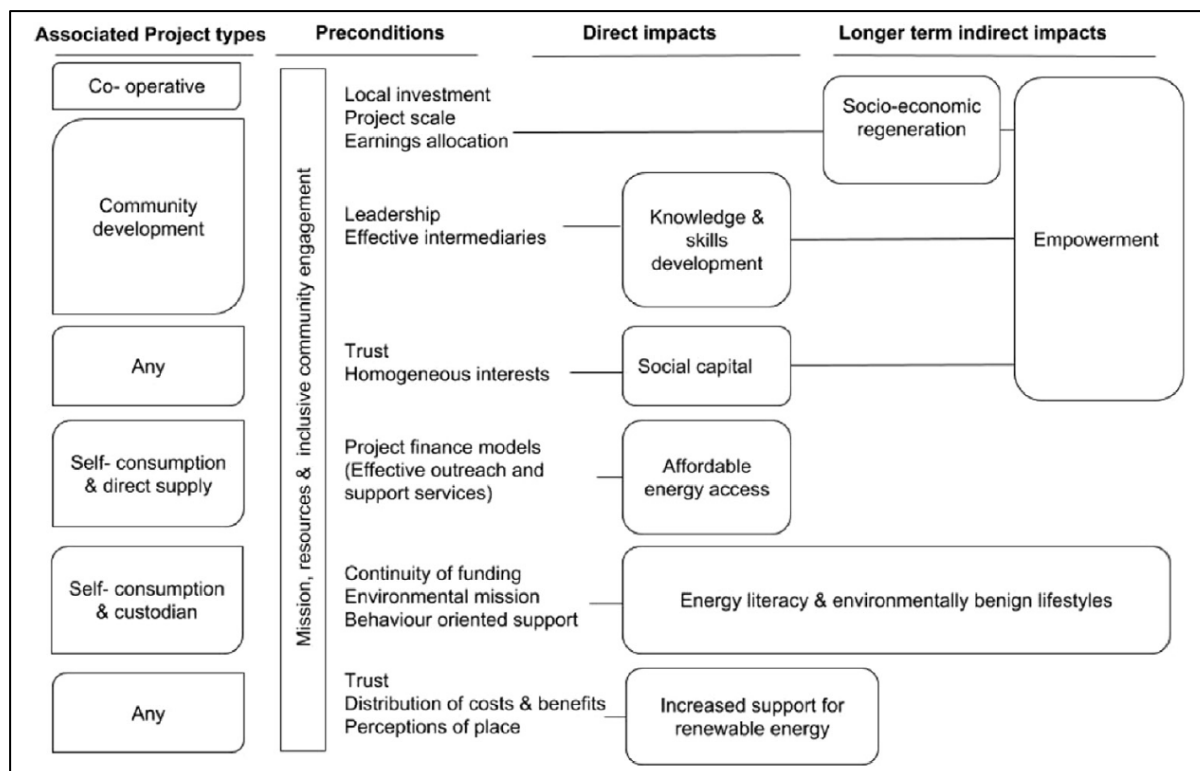 Associated Project types
Preconditions
Direct impacts
Longer term indirect impacts
Co- operative
Community
development
Any
Self- consumption
& direct supply
Self- consumption
& custodian
Any
Mission, resources & inclusive community engagement
Local investment
Project scale
Earnings allocation
Leadership
Effective intermediaries
Trust
Homogeneous interests
Project finance models
(Effective outreach and
support services)
Continuity of funding
Environmental mission
Behaviour oriented support
Trust
Distribution of costs & benefits
Perceptions of place
Knowledge &
skills
development
Social capital
Affordable
energy access
Energy literacy & environmentally benign lifestyles
Increased support for
renewable energy
Socio-economic
regeneration
Empowerment